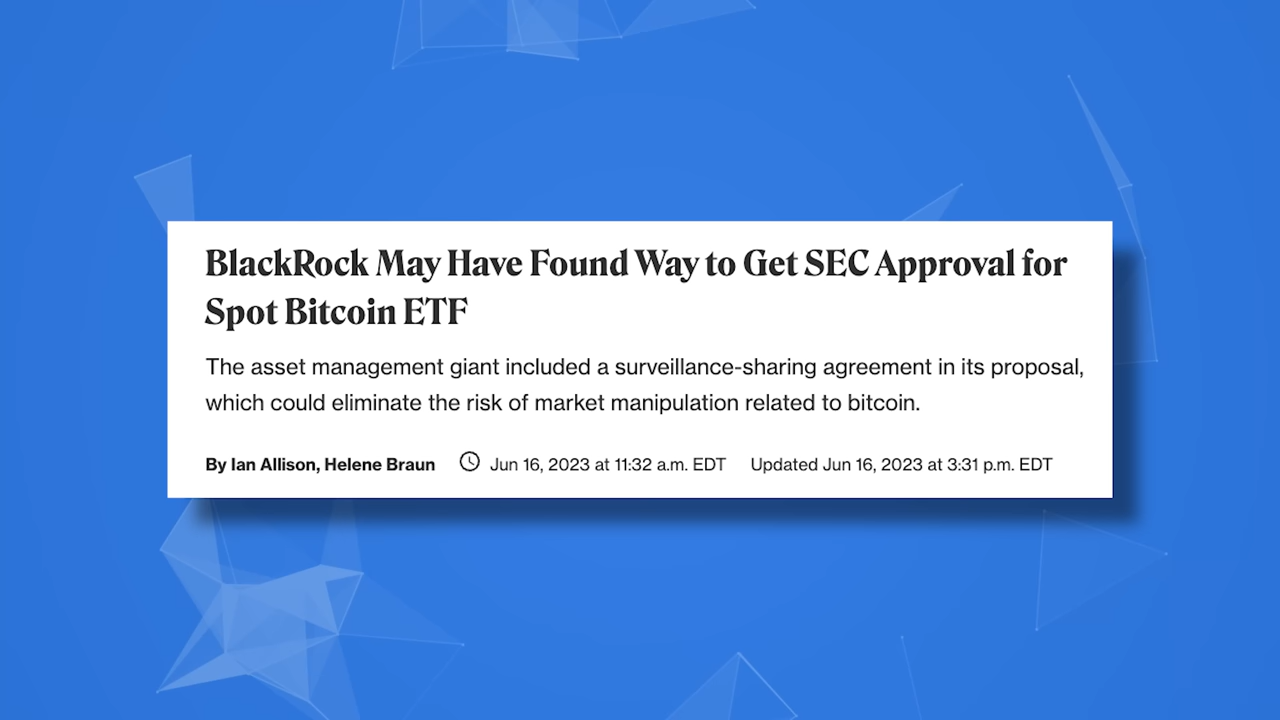 BlackRock May Have Found Way to Get SEC Approval for
Spot Bitcoin ETF
The asset management giant included a surveillance-sharing agreement in its proposal,
which could eliminate the risk of market manipulation related to bitcoin.
By Ian Allison, Helene Braun Jun 16, 2023 at 11:32 a.m. EDT Updated Jun 16, 2023 at 3:31 p.m. EDT